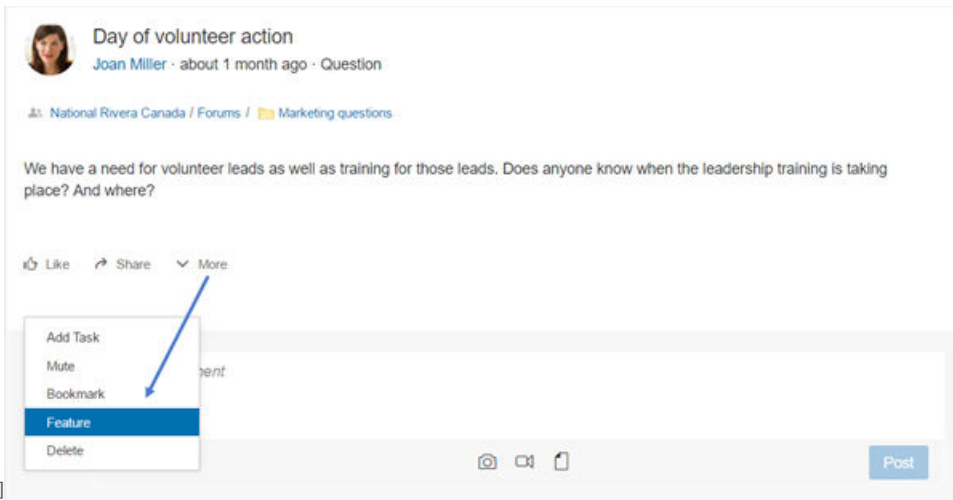 Day of volunteer action
Joan Miller · about 1 month ago · Question
National Rivera Canada / Forums / Marketing questions
We have a need for volunteer leads as well as training for those leads. Does anyone know when the leadership training is taking
place? And where?
Like Share More
Add Task
Mute
ment
Bookmark
Feature
Delete
Post
]